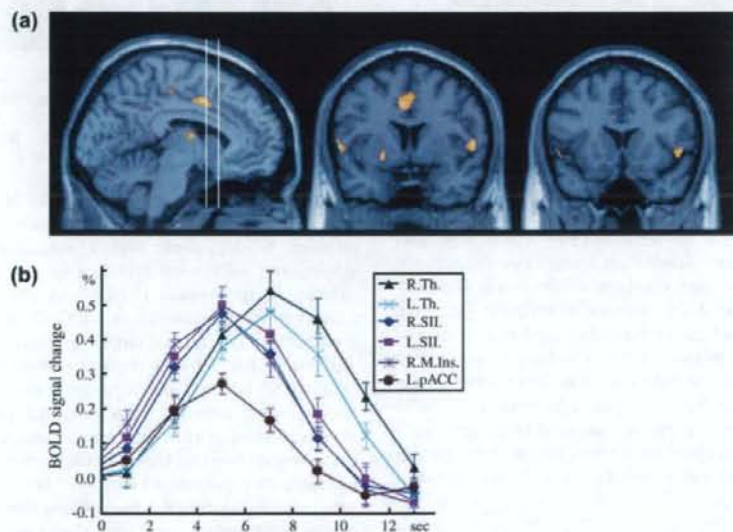 (a)
(b)
%
0.5
0.4
0.3
0.2
0.1
0.0
-0.1
BOLD signal change
0 2 4 6 8 10 12 sec
R.Th.
L.Th.
R.SII.
L.SII.
R.M.Ins.
L.pACC